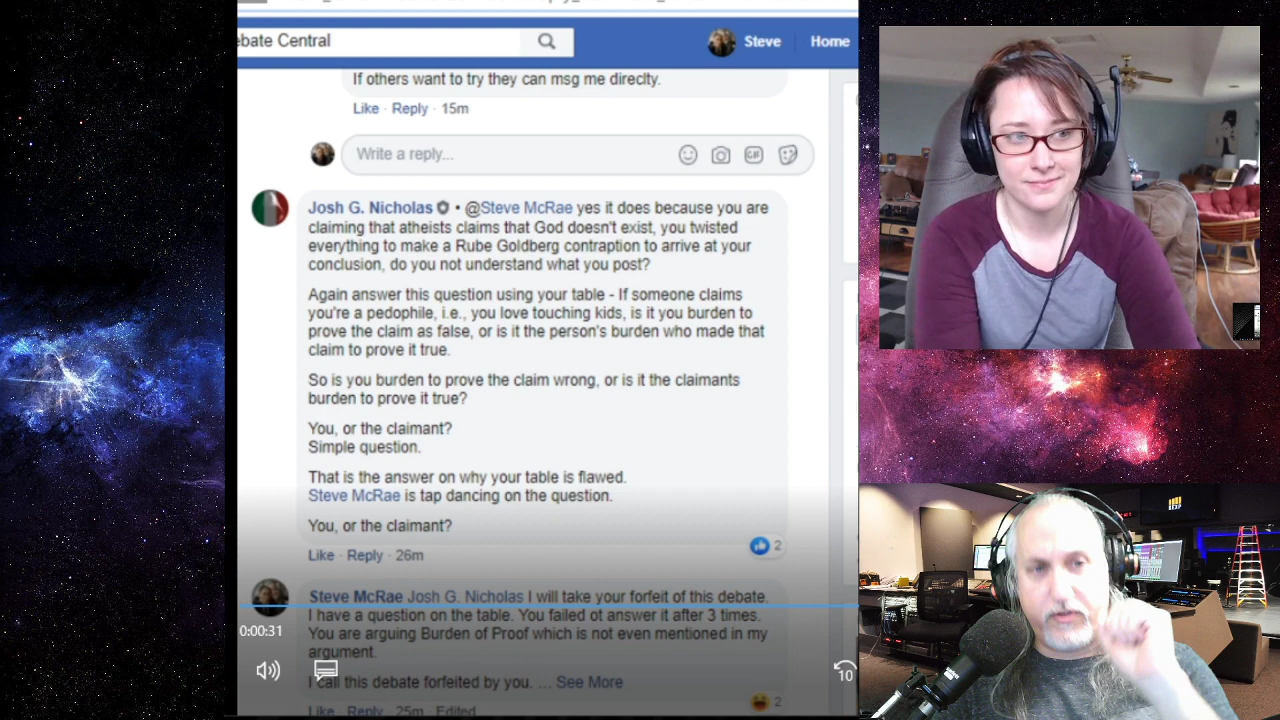 ebate Central
Steve
Home
If others want to try they can msg me direclty.
Like · Reply · 15m
Write a reply...
GIF
Josh G. Nicholas • @Steve McRae yes it does because you are
claiming that atheists claims that God doesn't exist, you twisted
everything to make a Rube Goldberg contraption to arrive at your
conclusion, do you not understand what you post?
Again answer this question using your table - If someone claims
you're a pedophile, i.e., you love touching kids, is it you burden to
prove the claim as false, or is it the person's burden who made that
claim to prove it true.
So is you burden to prove the claim wrong, or is it the claimants
burden to prove it true?
You, or the claimant?
Simple question.
That is the answer on why your table is flawed.
Steve McRae is tap dancing on the question.
You, or the claimant?
Like · Reply · 26m
2
Steve McRae Josh G. Nicholas I will take your forfeit of this debate.
I have a question on the table. You failed ot answer it after 3 times.
You are arguing Burden of Proof which is not even mentioned in my
argument.
I call this debate forfeited by you. ... See More
Like · Reply · 25m · Edited
2
0:00:31
10